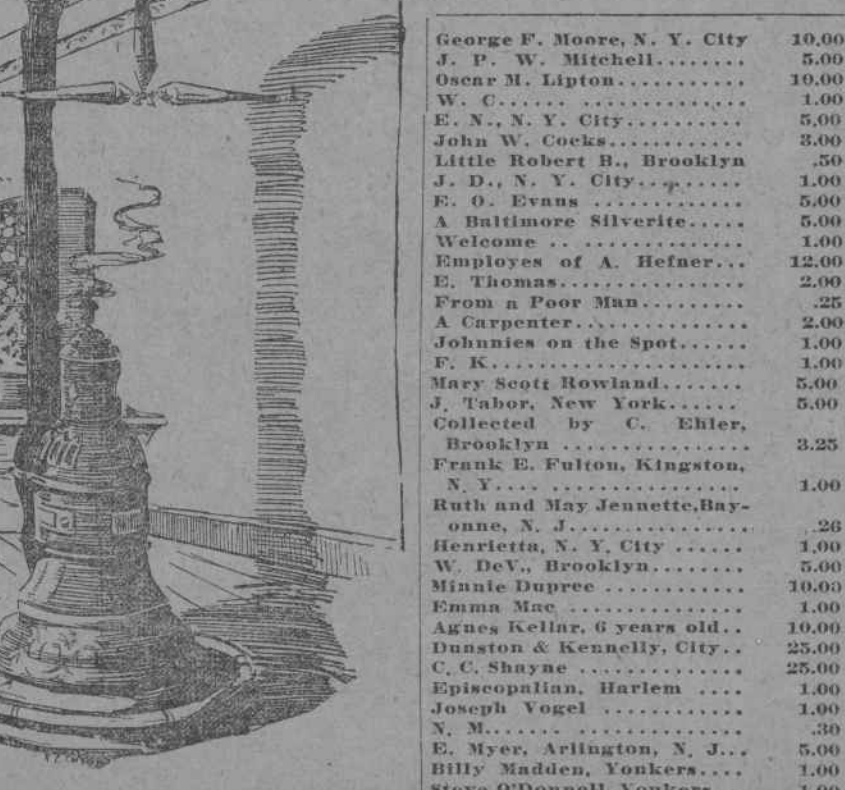 George F. Moore, N. Y. City 10.00
J. P. W. Mitchell........ 5.00
Oscar M. Lipton........... 10.00
W. C...... .............. 1.00
E. N., N. Y. City.......... 5.00
John W. Cocks............ 3.00
Little Robert B., Brooklyn .50
J. D., N. Y. City......... 1.00
E. O. Evans ............. 5.00
A Baltimore Silverite..... 5.00
Welcome .. .............. 1.00
Employes of A. Hefner... 12.00
E. Thomas................ 2.00
From a Poor Man......... .25
A Carpenter.............. 2.00
Johnnies on the Spot...... 1.00
F. K...................... 1.00
Mary Scott Rowland....... 5.00
J. Tabor, New York...... 5.00
Collected by C. Ehler,
Brooklyn ................ 3.25
Frank E. Fulton, Kingston,
N. Y.... ................ 1.00
Ruth and May Jennette, Bay-
onne, N. J................ .26
Henrietta, N. Y. City ...... 1.00
W. DeV., Brooklyn........ 5.00
Minnie Dupree ............ 10.00
Emma Mac ............... 1.00
Agnes Kellar, 6 years old.. 10.00
Dunston & Kennelly, City.. 25.00
C. C. Shayne .............. 25.00
Episcopalian, Harlem .... 1.00
Joseph Vogel ............ 1.00
N. M....... .............. .30
E. Myer, Arlington, N. J... 5.00
Billy Madden, Yonkers.... 1.00
Steve O'Donnell, Yonkers 1.00